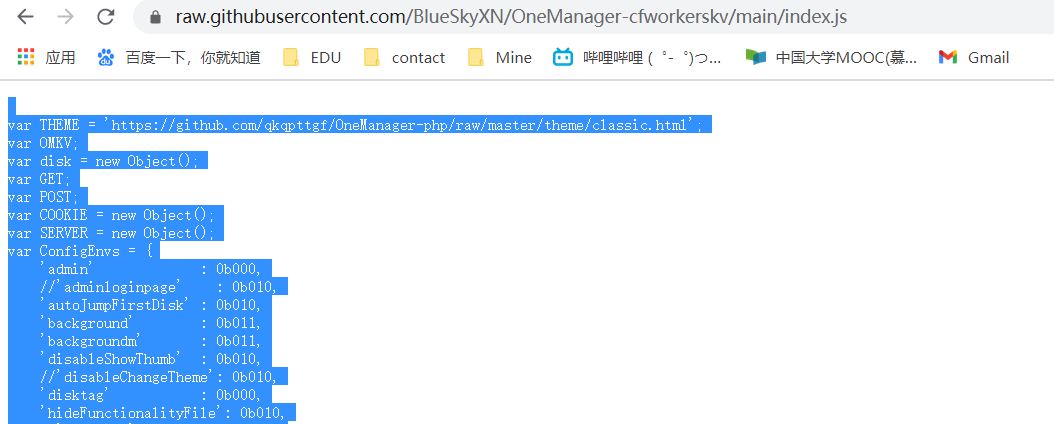 raw.githubusercontent.com/BlueSkyXN/OneManager-cfworkerskv/main/index.js
应用 百度一下，你就知道 EDU contact Mine 哔哩哔哩 (゜-゜)つ... 中国大学MOOC(慕... Gmail
var THEME = 'https://github.com/qkqpttgf/OneManager-php/raw/master/theme/classic.html';
var OMKV;
var disk = new Object();
var GET;
var POST;
var COOKIE = new Object();
var SERVER = new Object();
var ConfigEnvs = {
    'admin'             : 0b000,
    //'adminloginpage'    : 0b010,
    'autoJumpFirstDisk' : 0b010,
    'background'        : 0b011,
    'backgroundm'       : 0b011,
    'disableShowThumb'  : 0b010,
    //'disableChangeTheme': 0b010,
    'disktag'           : 0b000,
    'hideFunctionalityFile': 0b010,